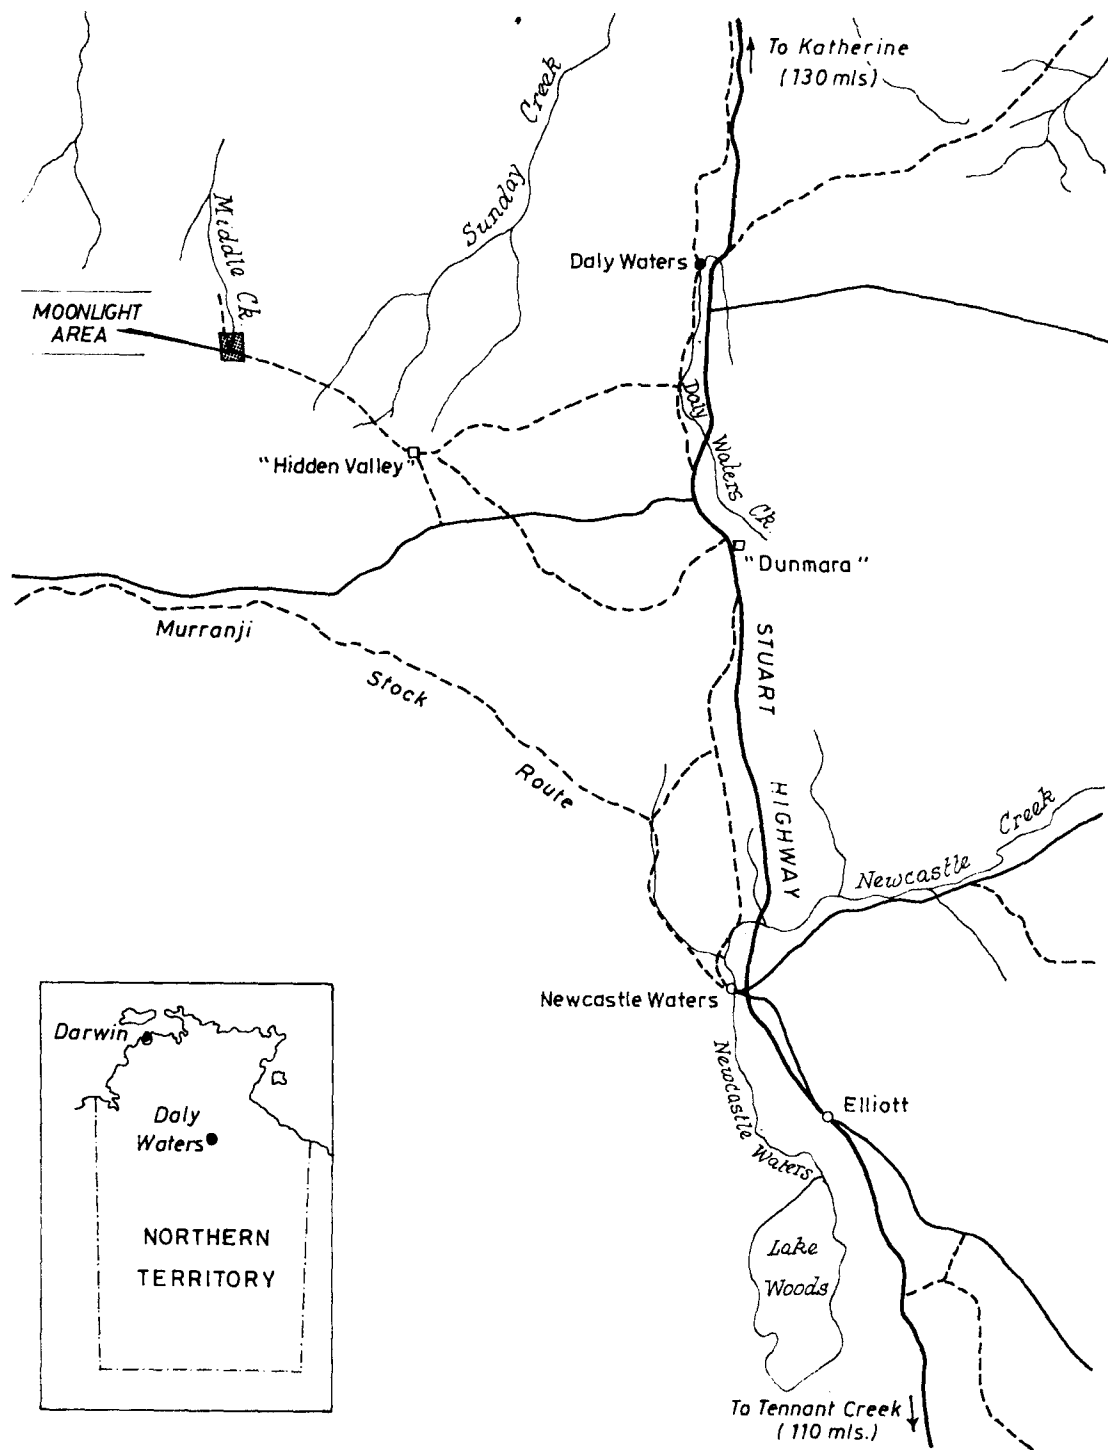 To Katherine
(130 mls)
Sunday Creek
Middle Ck.
Daly Waters
MOONLIGHT
AREA
Daly Waters Ck.
"Hidden Valley"
"Dunmara"
Murranji Stock Route
STUART HIGHWAY
Newcastle Creek
Newcastle Waters
Newcastle Waters
Elliott
Lake
Woods
To Tennant Creek
(110 mls.)
Darwin
Daly
Waters
NORTHERN
TERRITORY